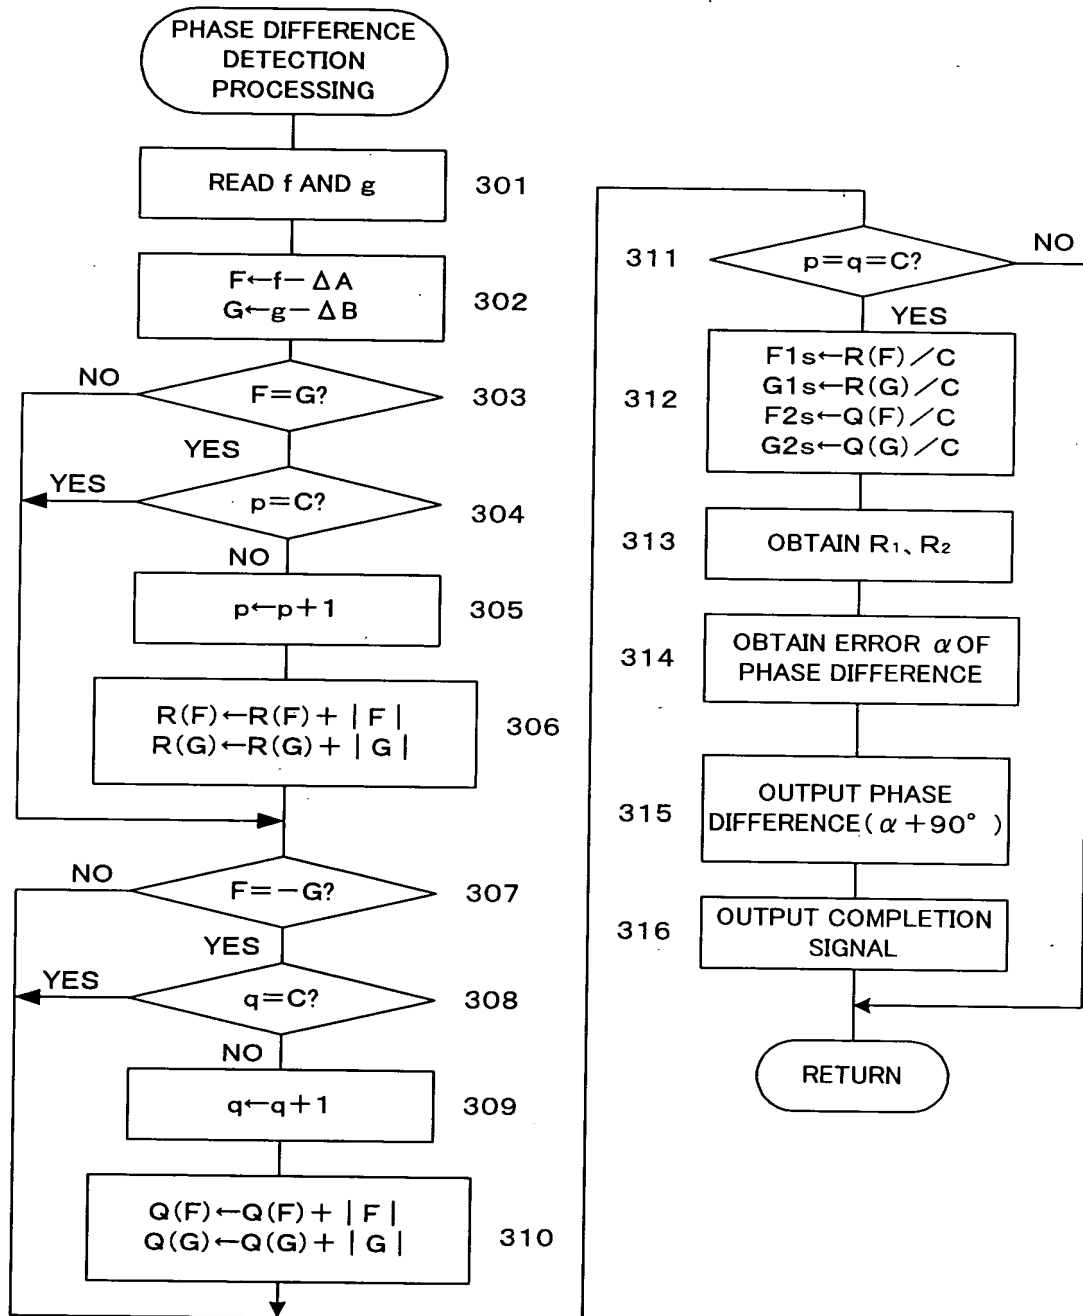 PHASE DIFFERENCE
DETECTION
PROCESSING
READ f AND g
301
F←f−ΔA
G←g−ΔB
302
NO
F=G?
303
YES
YES
p=C?
304
NO
p←p+1
305
R(F)←R(F)+|F|
R(G)←R(G)+|G|
306
NO
F=−G?
307
YES
YES
q=C?
308
NO
q←q+1
309
Q(F)←Q(F)+|F|
Q(G)←Q(G)+|G|
310
311
p=q=C?
NO
YES
312
F1s←R(F)/C
G1s←R(G)/C
F2s←Q(F)/C
G2s←Q(G)/C
313
OBTAIN R₁、R₂
314
OBTAIN ERROR α OF
PHASE DIFFERENCE
315
OUTPUT PHASE
DIFFERENCE(α+90°)
316
OUTPUT COMPLETION
SIGNAL
RETURN